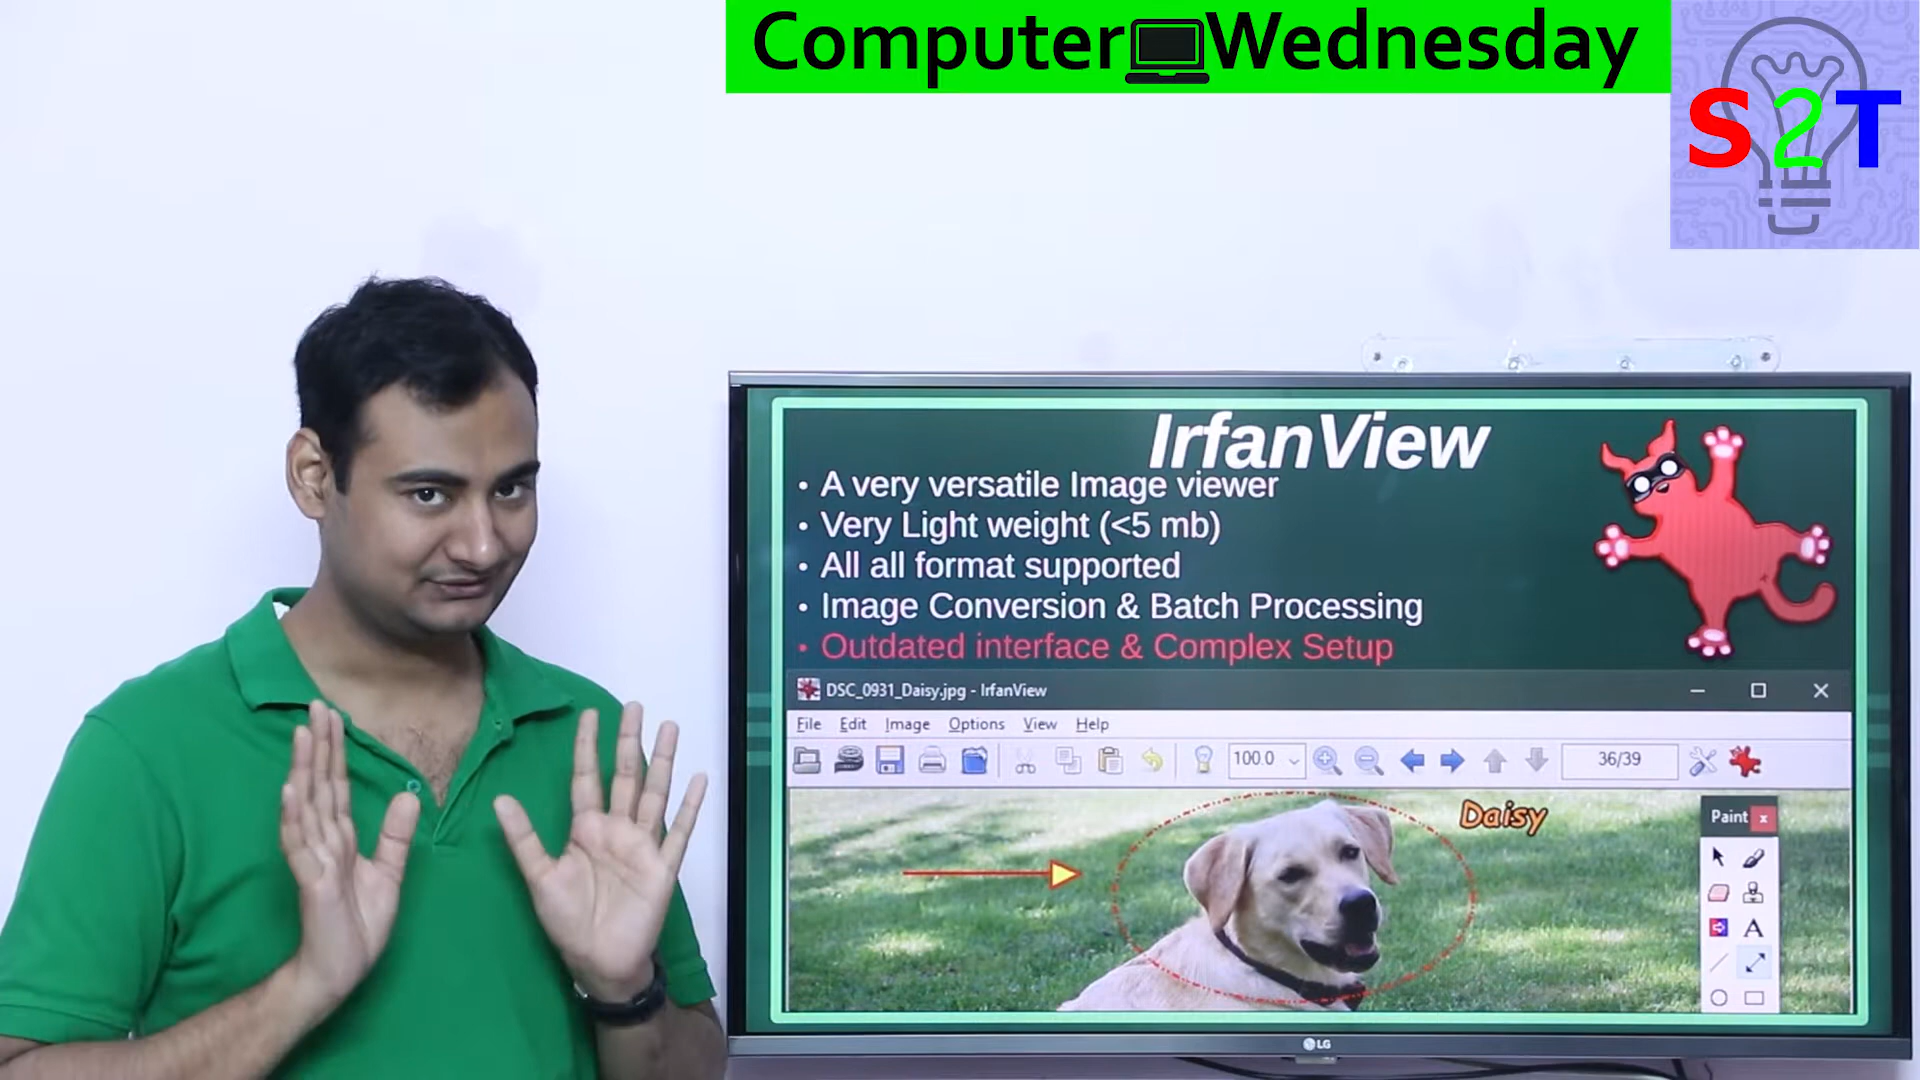 Computer Wednesday
S2T
IrfanView
• A very versatile Image viewer
• Very Light weight (<5 mb)
• All all format supported
• Image Conversion & Batch Processing
• Outdated interface & Complex Setup
DSC_0931_Daisy.jpg - IrfanView
File Edit Image Options View Help
100.0
36/39
Daisy
Paint x
A
LG